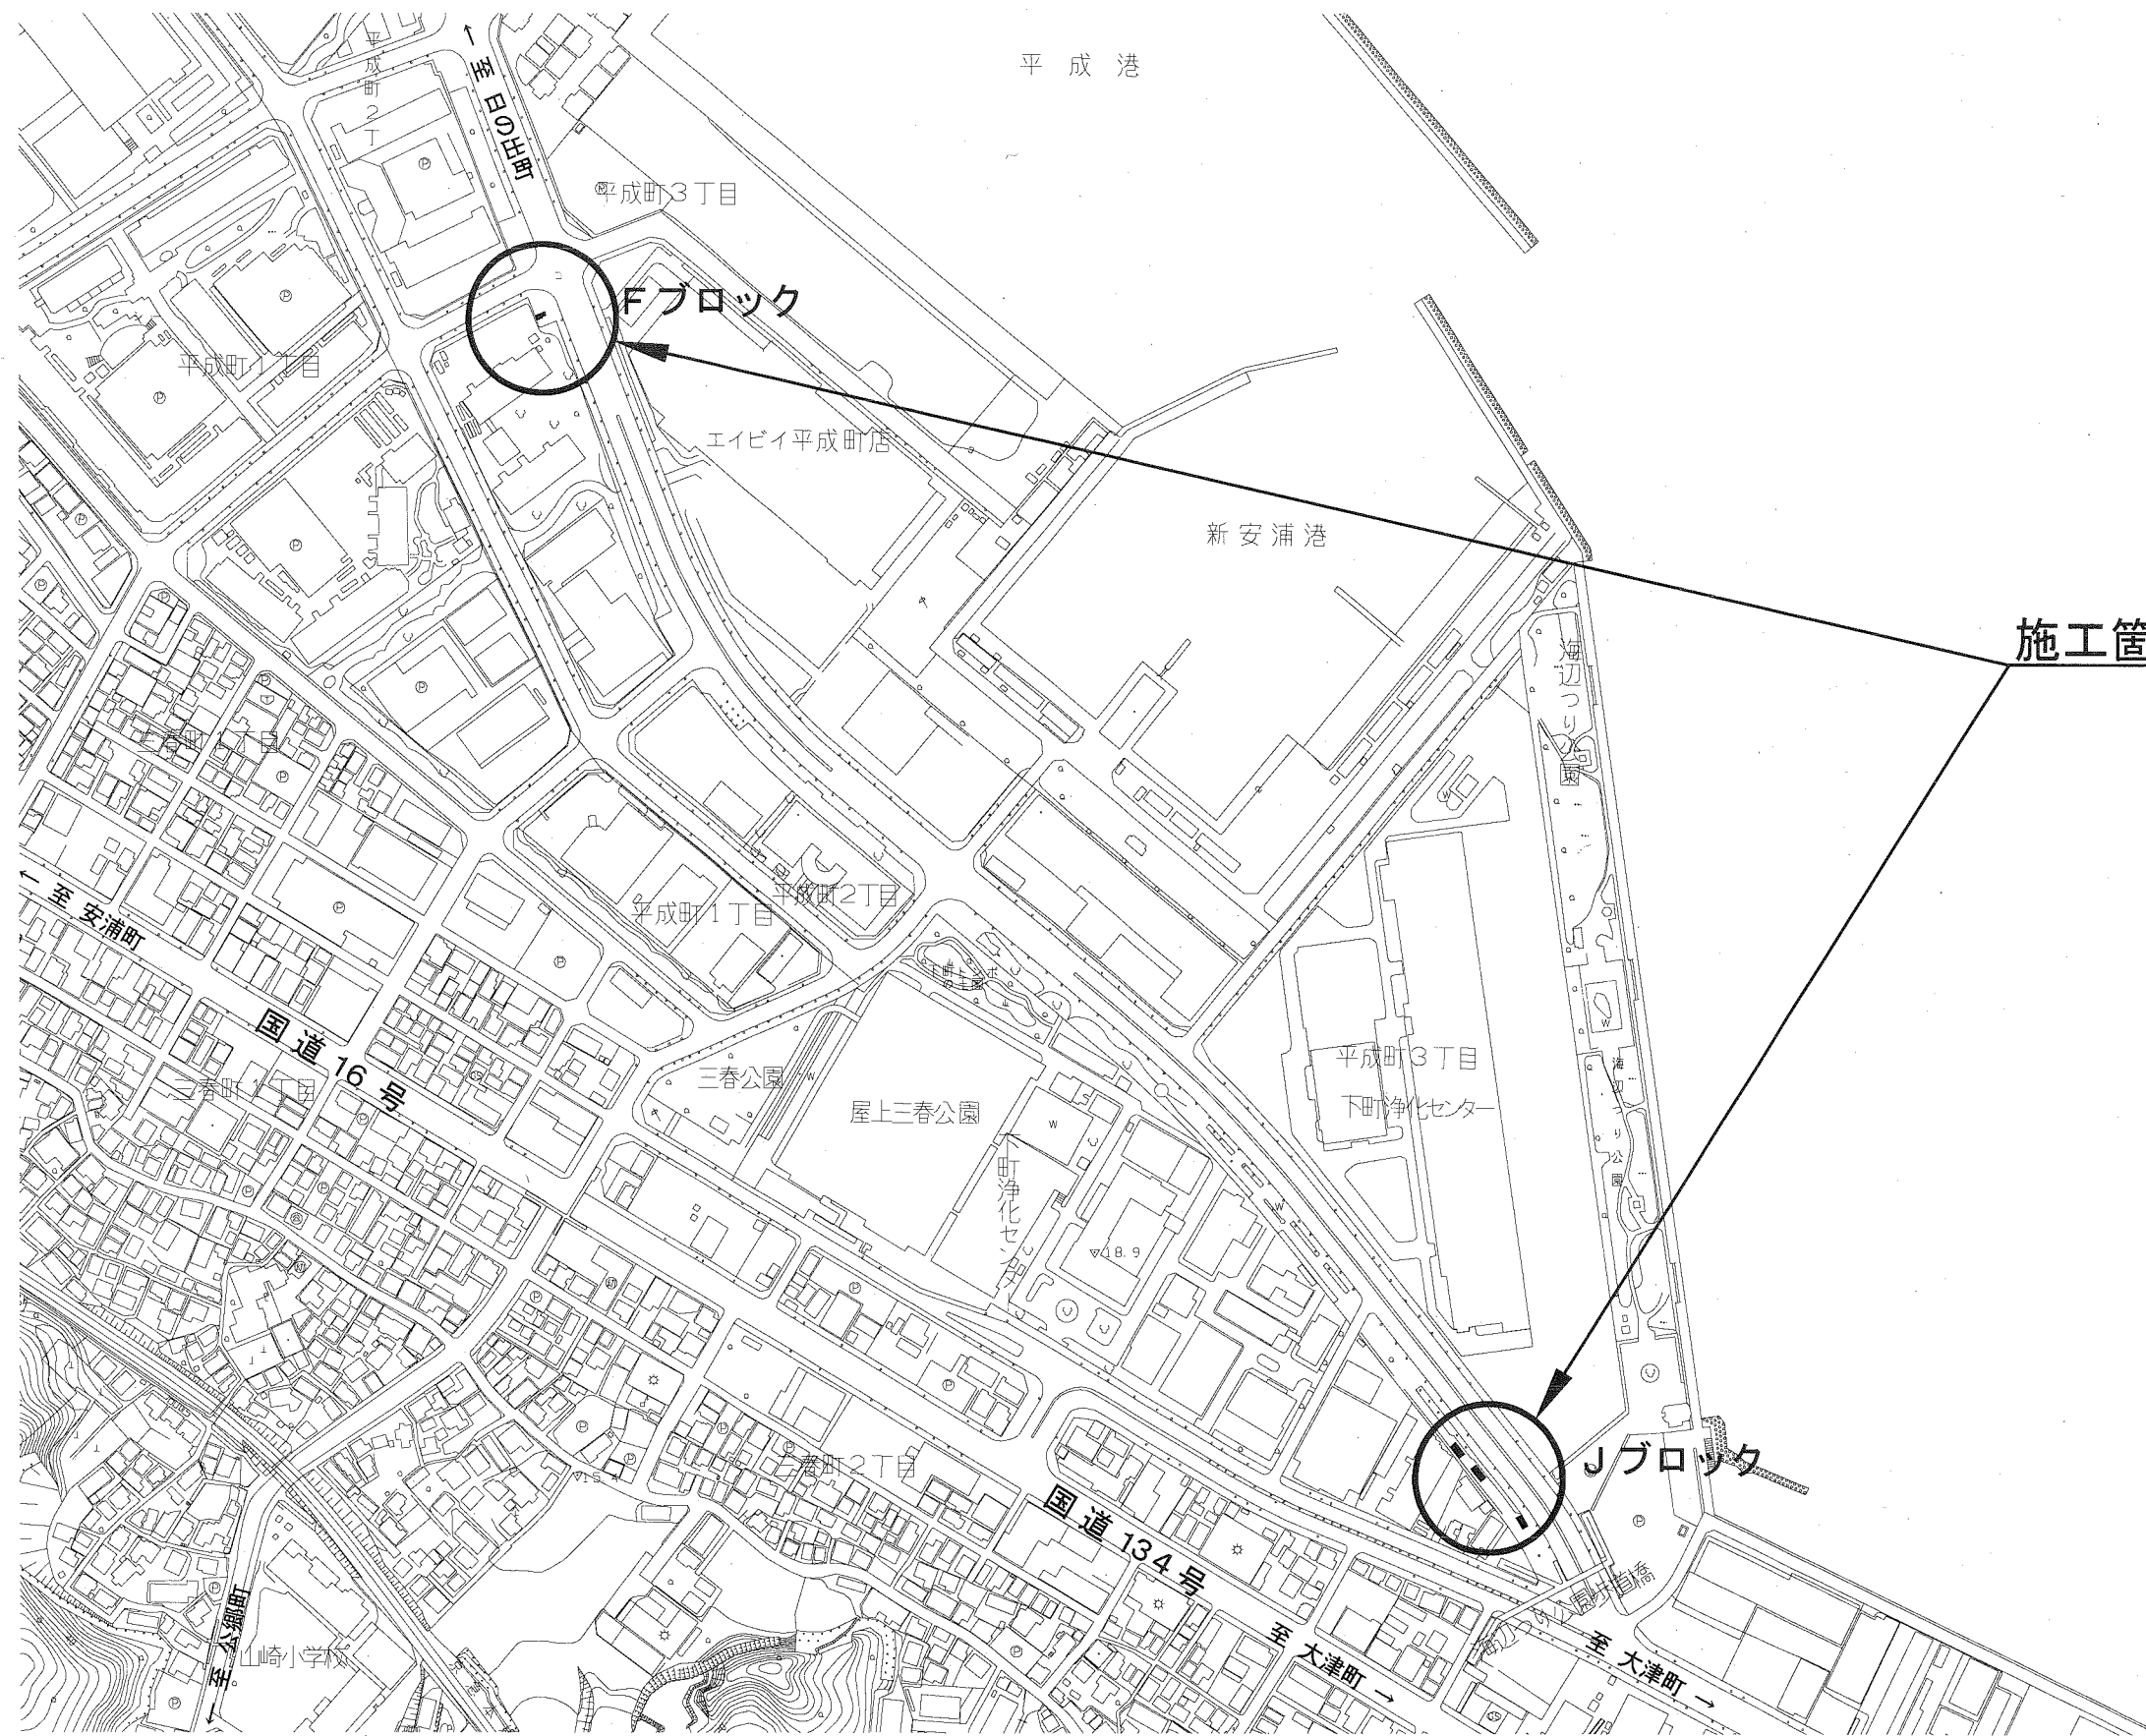 平成港
平成町2丁
← 至 日の出町
平成町3丁目
Fブロック
平成町1丁目
エイビイ平成町店
新安浦港
施工箇
海辺つり公園
三春町1丁目
← 至 安浦町
平成町2丁目
平成町1丁目
国道16号
三春町1丁目
三春公園
屋上三春公園
平成町3丁目
下町浄化センター
海辺つり公園
下町浄化センター
18.9
Jブロック
三春町2丁目
国道134号
至 大津町 →
至 大津町 →
← 至 公郷町
山崎小学校